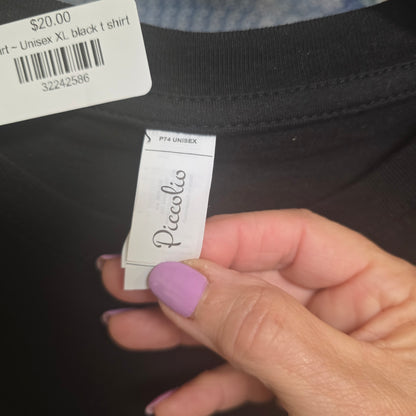 $20.00
rt ~ Unisex XL black t shirt
32242586
P74 UNISEX
Piccolio